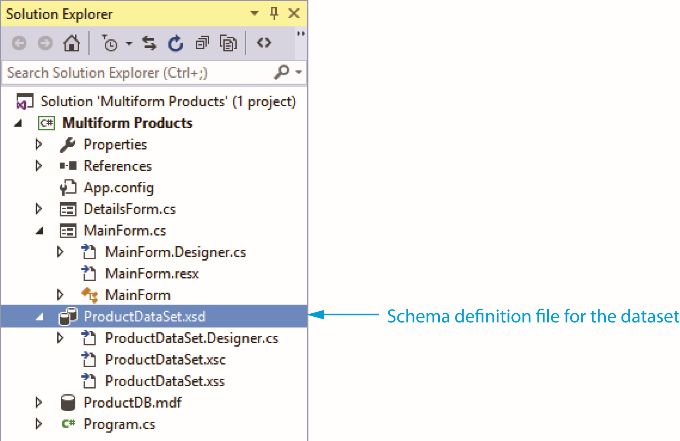 Solution Explorer
Search Solution Explorer (Ctrl+;)
Solution 'Multiform Products' (1 project)
C# Multiform Products
Properties
References
App.config
DetailsForm.cs
MainForm.cs
MainForm.Designer.cs
MainForm.resx
MainForm
ProductDataSet.xsd
Schema definition file for the dataset
ProductDataSet.Designer.cs
ProductDataSet.xsc
ProductDataSet.xss
ProductDB.mdf
C# Program.cs